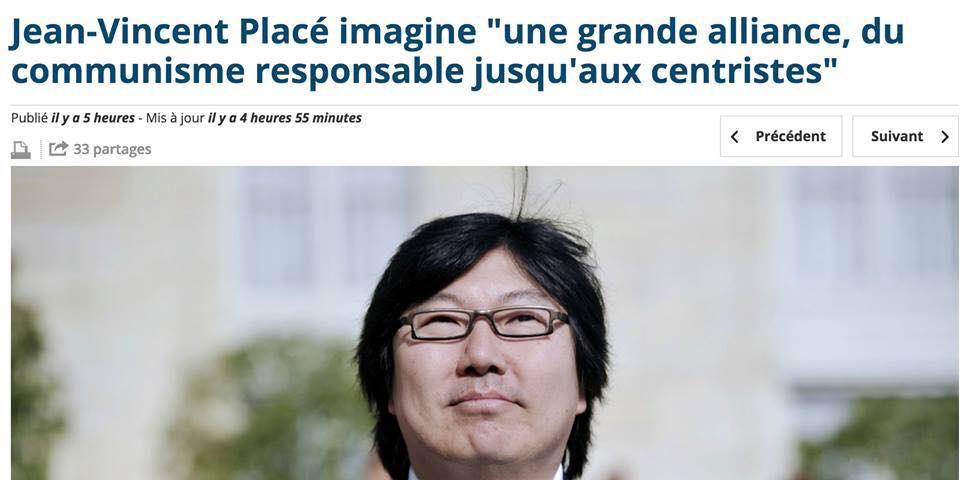 Jean-Vincent Placé imagine "une grande alliance, du
communisme responsable jusqu'aux centristes"
Publié il y a 5 heures - Mis à jour il y a 4 heures 55 minutes
33 partages
Précédent
Suivant